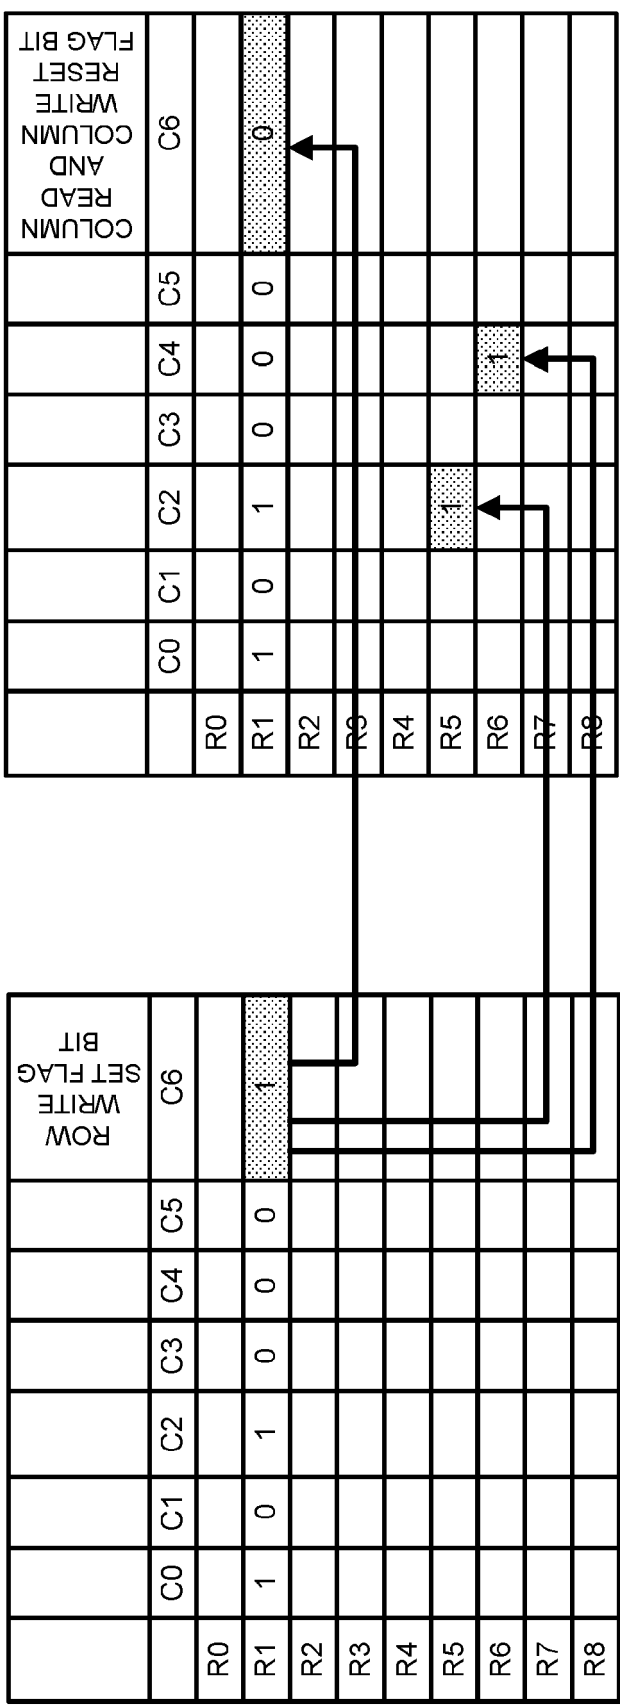 ROW
WRITE
SET FLAG
BIT
C0 C1 C2 C3 C4 C5 C6
R0
R1 1 0 1 0 0 0 1
R2
R3
R4
R5
R6
R7
R8
COLUMN
READ
AND
COLUMN
WRITE
RESET
FLAG BIT
C0 C1 C2 C3 C4 C5 C6
R0
R1 1 0 1 0 0 0 0
R2
R3
R4
R5 1
R6 1
R7
R8